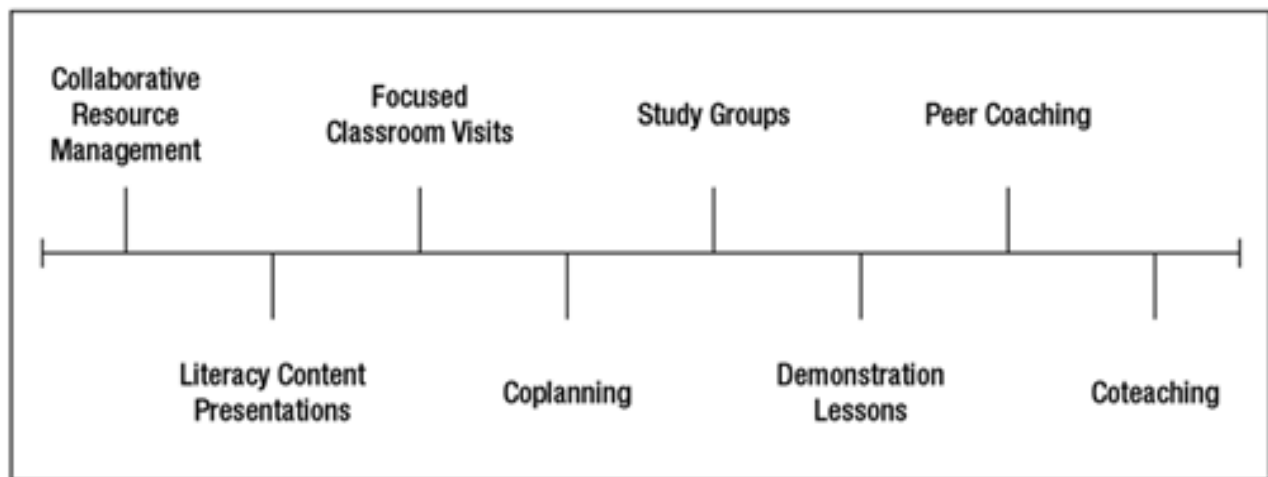 Collaborative
Resource
Management
Focused
Classroom Visits
Study Groups
Peer Coaching
Literacy Content
Presentations
Coplanning
Demonstration
Lessons
Coteaching